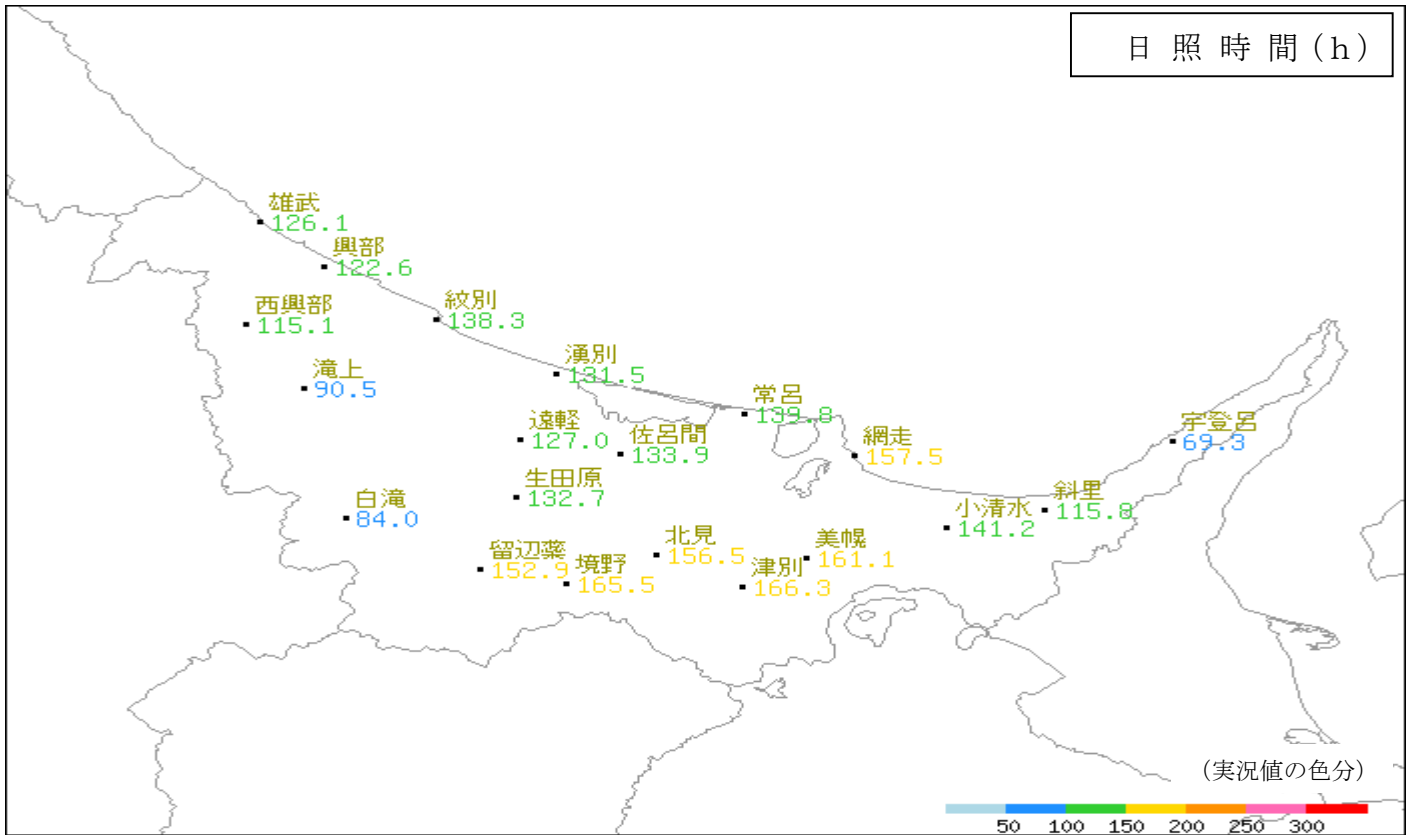 日照時間(h)
雄武
126.1
興部
122.6
西興部
115.1
紋別
138.3
滝上
90.5
湧別
131.5
常呂
139.8
遠軽
127.0
佐呂間
133.9
網走
157.5
宇登呂
69.3
生田原
132.7
白滝
84.0
小清水
141.2
斜里
115.8
留辺蘂
152.9
境野
165.5
北見
156.5
津別
166.3
美幌
161.1
(実況値の色分)
50 100 150 200 250 300